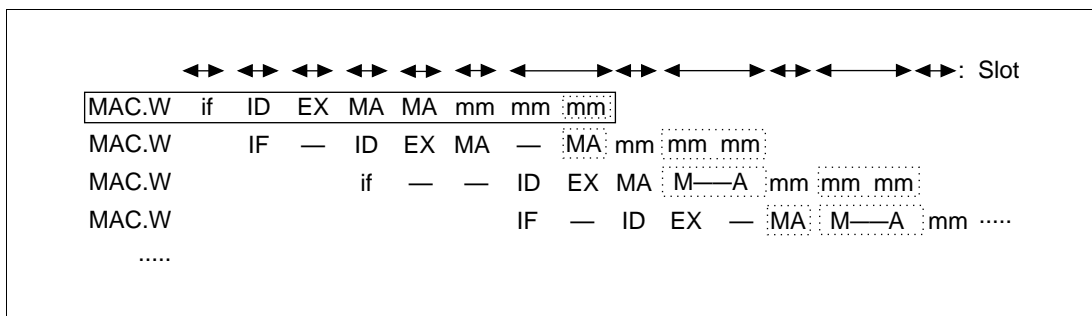 : Slot
MAC.W if ID EX MA MA mm mm mm
MAC.W IF — ID EX MA — MA mm mm mm
MAC.W if — — ID EX MA M——A mm mm mm
MAC.W IF — ID EX — MA M——A mm ·····
.....